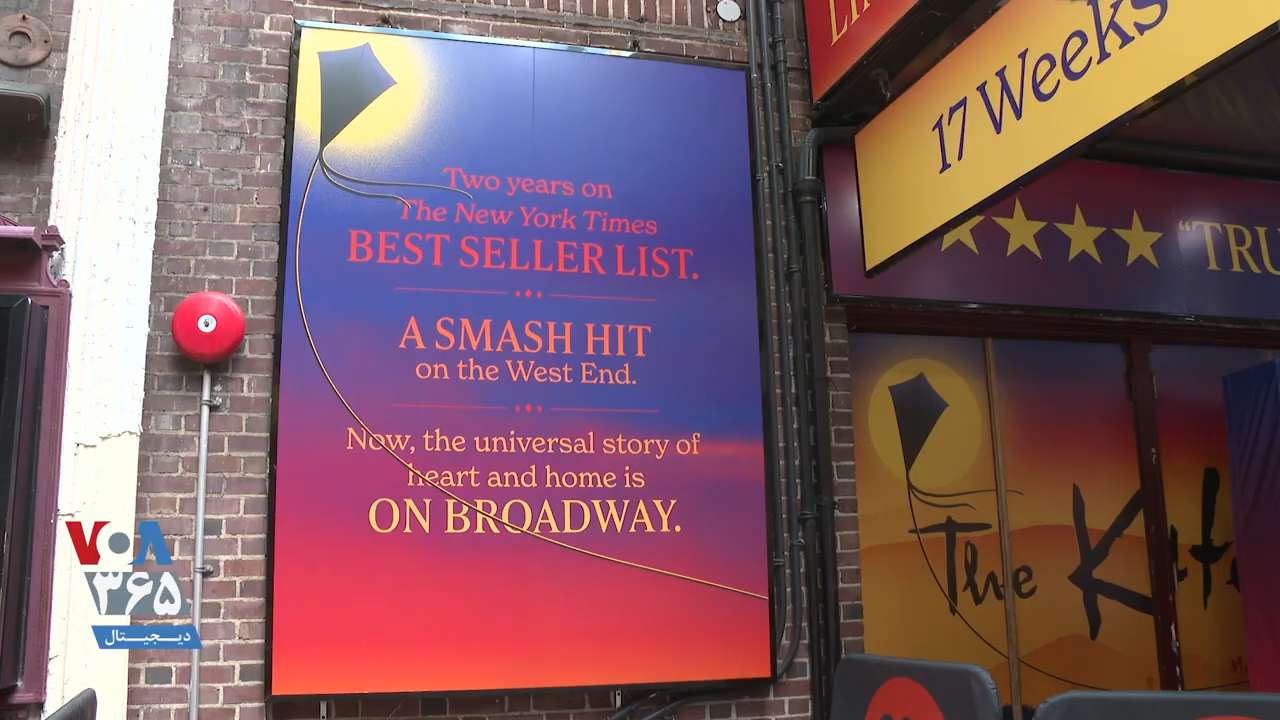 Two years on
The New York Times
BEST SELLER LIST.
A SMASH HIT
on the West End.
Now, the universal story of
heart and home is
ON BROADWAY.
17 Weeks
"TRU
The Kite
VOA
۳۶۵
دیجیتال